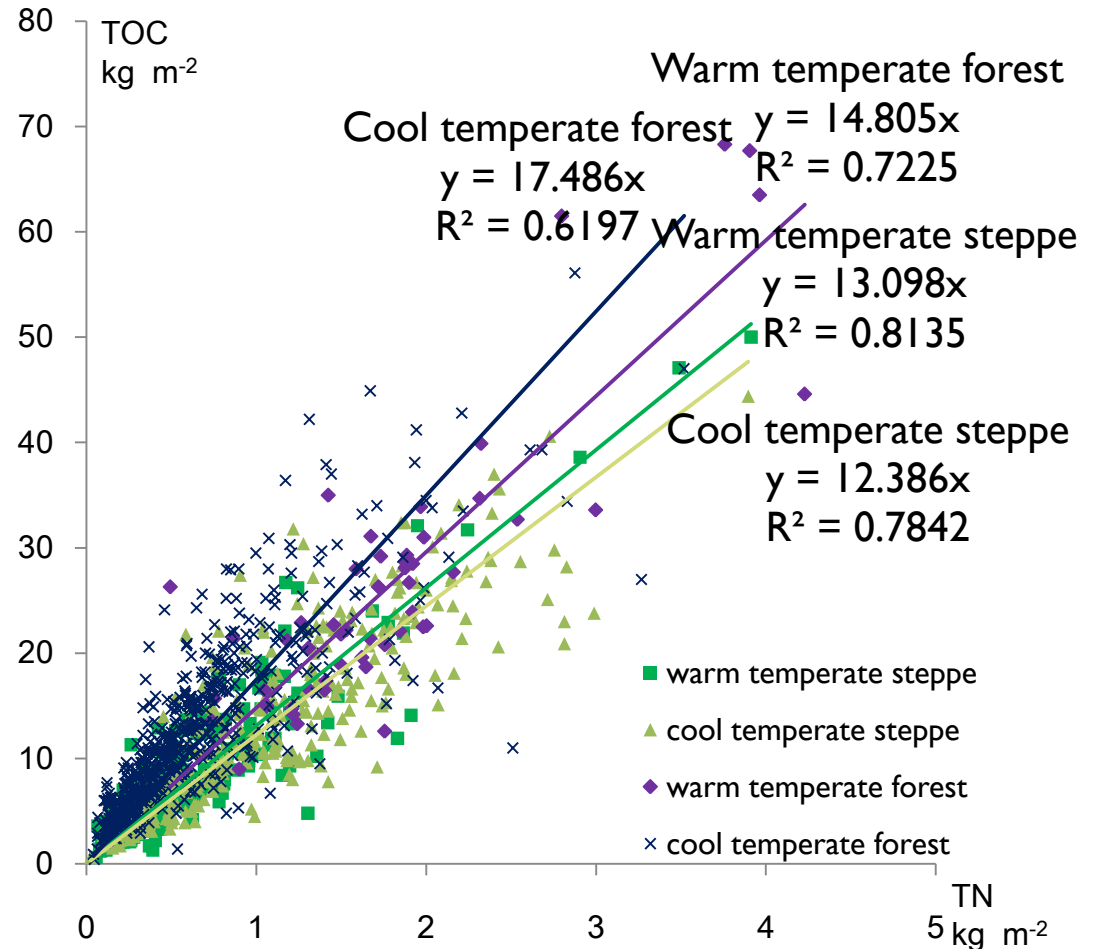 80
TOC
kg m-2
70
60
50
40
30
20
10
0
Warm temperate forest
y = 14.805x
R² = 0.7225
Cool temperate forest
y = 17.486x
R² = 0.6197
Warm temperate steppe
y = 13.098x
R² = 0.8135
Cool temperate steppe
y = 12.386x
R² = 0.7842
warm temperate steppe
cool temperate steppe
warm temperate forest
cool temperate forest
0 1 2 3 4 5
TN
kg m-2